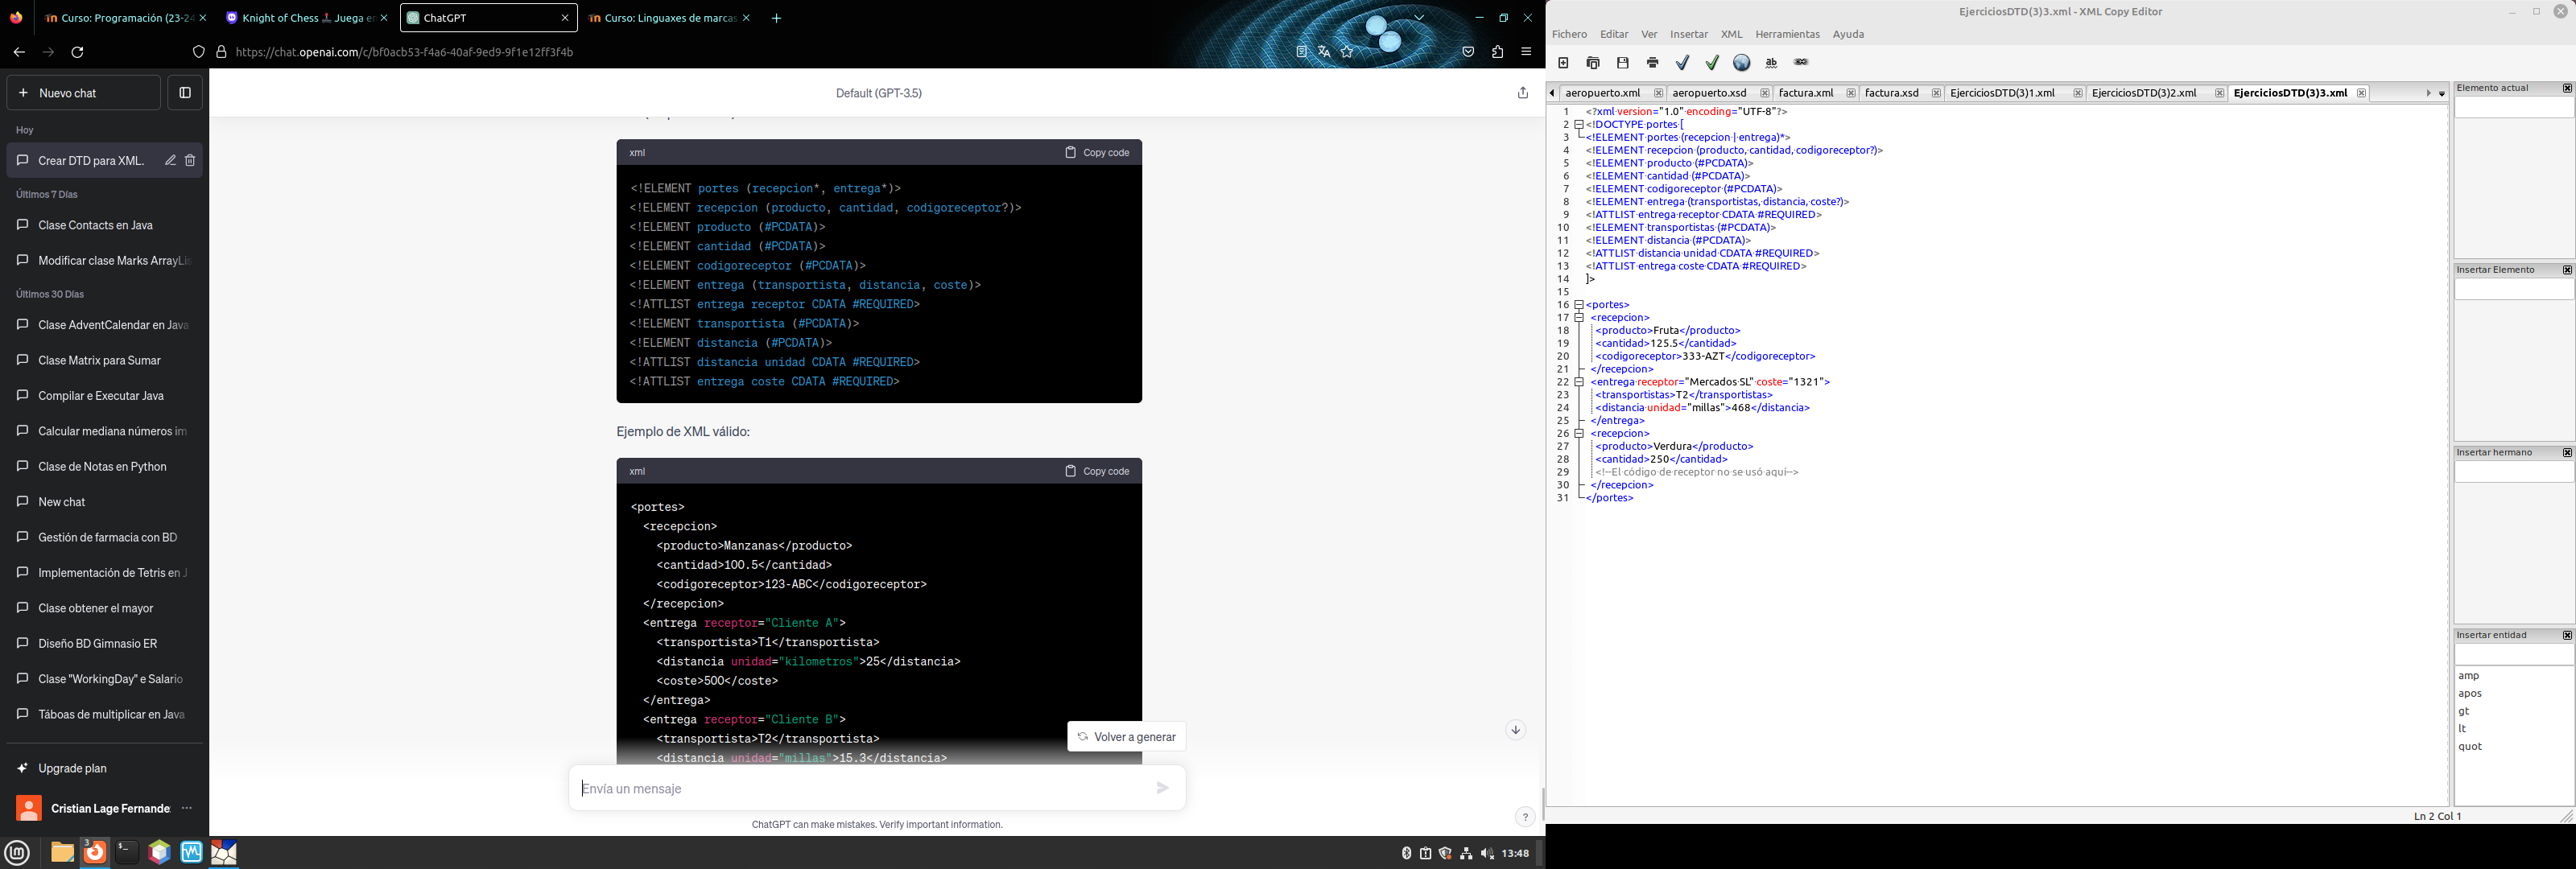 Curso: Programación (23-24
Knight of Chess
Juega en
ChatGPT
Curso: Linguaxes de marcas
https://chat.openai.com/c/bf0acb53-f4a6-40af-9ed9-9f1e12ff3f4b
Nuevo chat
Hoy
Crear DTD para XML.
Últimos 7 Días
Clase Contacts en Java
Modificar clase Marks ArrayLis
Últimos 30 Días
Clase AdventCalendar en Java
Clase Matrix para Sumar
Compilar e Executar Java
Calcular mediana números im
Clase de Notas en Python
New chat
Gestión de farmacia con BD
Implementación de Tetris en J
Clase obtener el mayor
Diseño BD Gimnasio ER
Clase "WorkingDay" e Salario
Táboas de multiplicar en Java
Upgrade plan
Cristian Lage Fernande
Default (GPT-3.5)
xml
Copy code
<!ELEMENT portes (recepcion*, entrega*)>
<!ELEMENT recepcion (producto, cantidad, codigoreceptor?)>
<!ELEMENT producto (#PCDATA)>
<!ELEMENT cantidad (#PCDATA)>
<!ELEMENT codigoreceptor (#PCDATA)>
<!ELEMENT entrega (transportista, distancia, coste)>
<!ATTLIST entrega receptor CDATA #REQUIRED>
<!ELEMENT transportista (#PCDATA)>
<!ELEMENT distancia (#PCDATA)>
<!ATTLIST distancia unidad CDATA #REQUIRED>
<!ATTLIST entrega coste CDATA #REQUIRED>
Ejemplo de XML válido:
xml
Copy code
<portes>
<recepcion>
<producto>Manzanas</producto>
<cantidad>100.5</cantidad>
<codigoreceptor>123-ABC</codigoreceptor>
</recepcion>
<entrega receptor="Cliente A">
<transportista>T1</transportista>
<distancia unidad="kilometros">25</distancia>
<coste>500</coste>
</entrega>
<entrega receptor="Cliente B">
<transportista>T2</transportista>
<distancia unidad="millas">15.3</distancia>
Volver a generar
Envía un mensaje
ChatGPT can make mistakes. Verify important information.
?
3
13:48
EjerciciosDTD(3)3.xml - XML Copy Editor
Fichero Editar Ver Insertar XML Herramientas Ayuda
aeropuerto.xml
aeropuerto.xsd
factura.xml
factura.xsd
EjerciciosDTD(3)1.xml
EjerciciosDTD(3)2.xml
EjerciciosDTD(3)3.xml
1 <?xml version="1.0" encoding="UTF-8"?>
2 <!DOCTYPE portes [
3 <!ELEMENT portes (recepcion | entrega)*>
4 <!ELEMENT recepcion (producto, cantidad, codigoreceptor?)>
5 <!ELEMENT producto (#PCDATA)>
6 <!ELEMENT cantidad (#PCDATA)>
7 <!ELEMENT codigoreceptor (#PCDATA)>
8 <!ELEMENT entrega (transportistas, distancia, coste?)>
9 <!ATTLIST entrega receptor CDATA #REQUIRED>
10 <!ELEMENT transportistas (#PCDATA)>
11 <!ELEMENT distancia (#PCDATA)>
12 <!ATTLIST distancia unidad CDATA #REQUIRED>
13 <!ATTLIST entrega coste CDATA #REQUIRED>
14 ]>
15
16 <portes>
17 <recepcion>
18 <producto>Fruta</producto>
19 <cantidad>125.5</cantidad>
20 <codigoreceptor>333-AZT</codigoreceptor>
21 </recepcion>
22 <entrega receptor="Mercados SL" coste="1321">
23 <transportistas>T2</transportistas>
24 <distancia unidad="millas">468</distancia>
25 </entrega>
26 <recepcion>
27 <producto>Verdura</producto>
28 <cantidad>250</cantidad>
29 <!--El código de receptor no se usó aquí-->
30 </recepcion>
31 </portes>
Elemento actual
Insertar Elemento
Insertar hermano
Insertar entidad
amp
apos
gt
lt
quot
Ln 2 Col 1